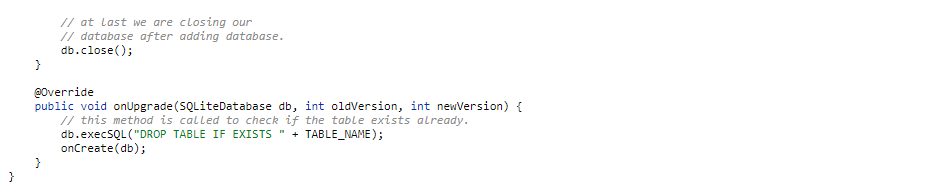 // at last we are closing our
// database after adding database.
db.close();
}
@Override
public void onUpgrade(SQLiteDatabase db, int oldVersion, int newVersion) {
// this method is called to check if the table exists already.
db.execSQL("DROP TABLE IF EXISTS " + TABLE_NAME);
onCreate(db);
}
}